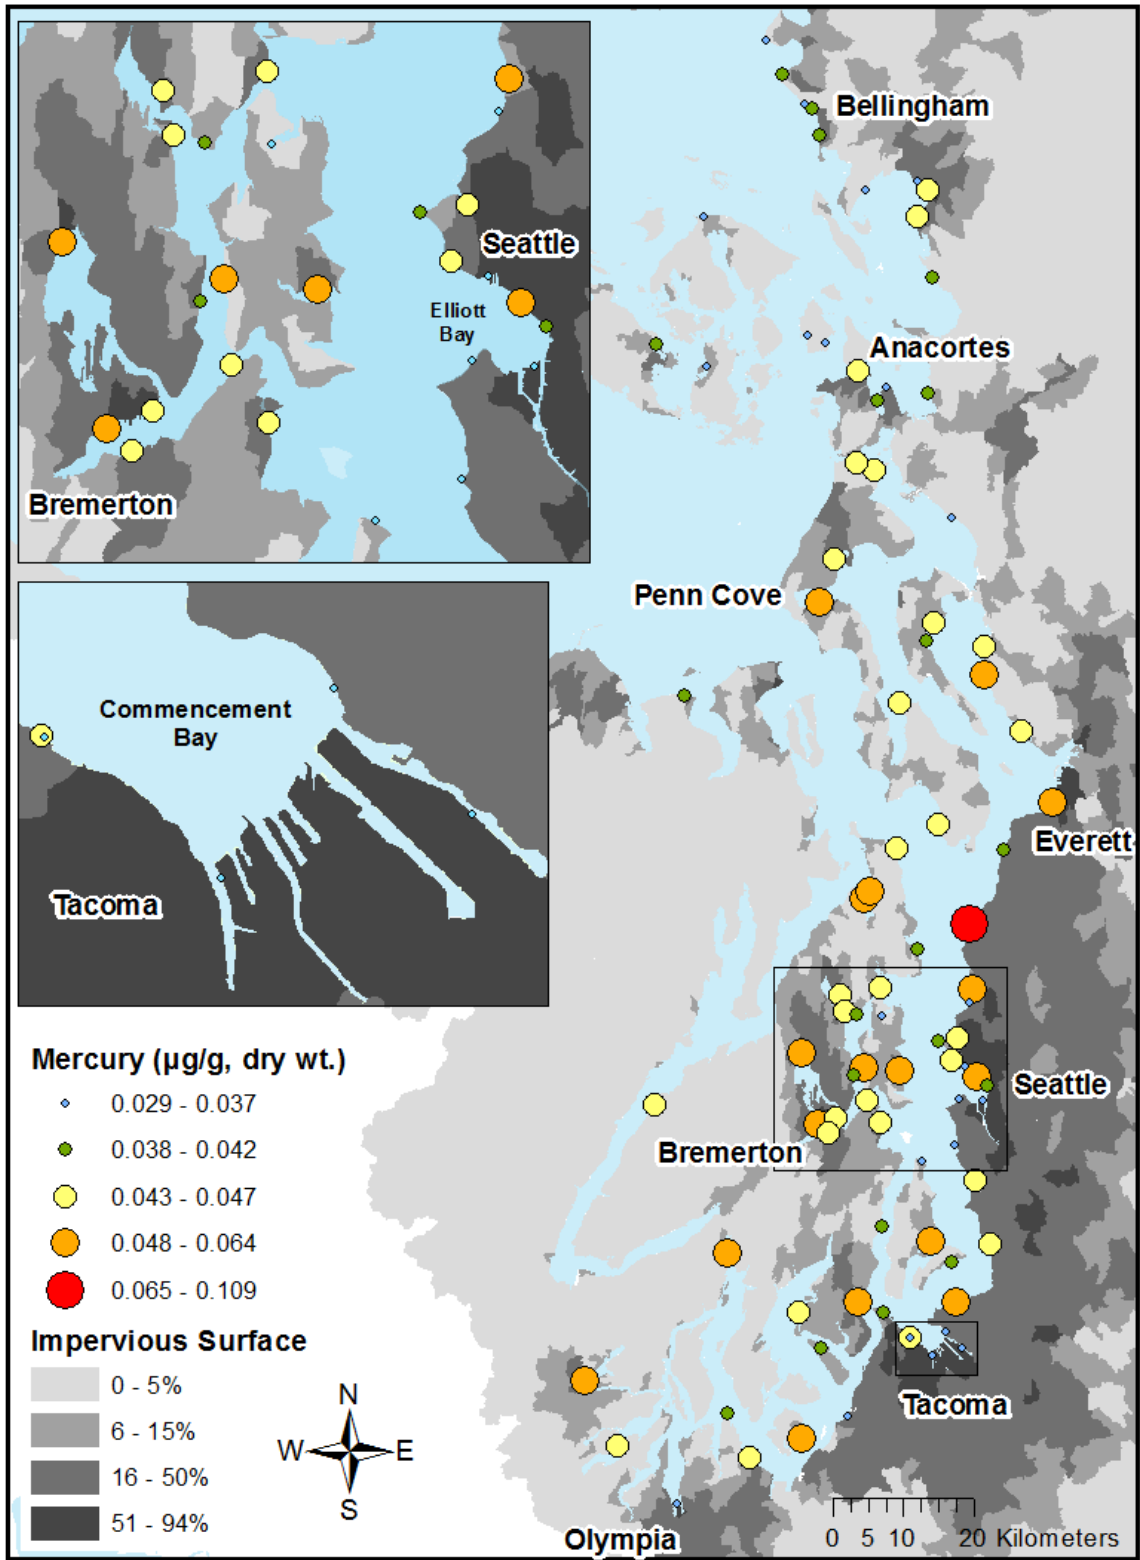 Bellingham
Seattle
Elliott
Bay
Anacortes
Bremerton
Penn Cove
Commencement
Bay
Everett
Tacoma
Mercury (µg/g, dry wt.)
0.029 - 0.037
0.038 - 0.042
0.043 - 0.047
0.048 - 0.064
0.065 - 0.109
Seattle
Bremerton
Impervious Surface
0 - 5%
6 - 15%
16 - 50%
51 - 94%
N
W E
S
Tacoma
0 5 10 20 Kilometers
Olympia